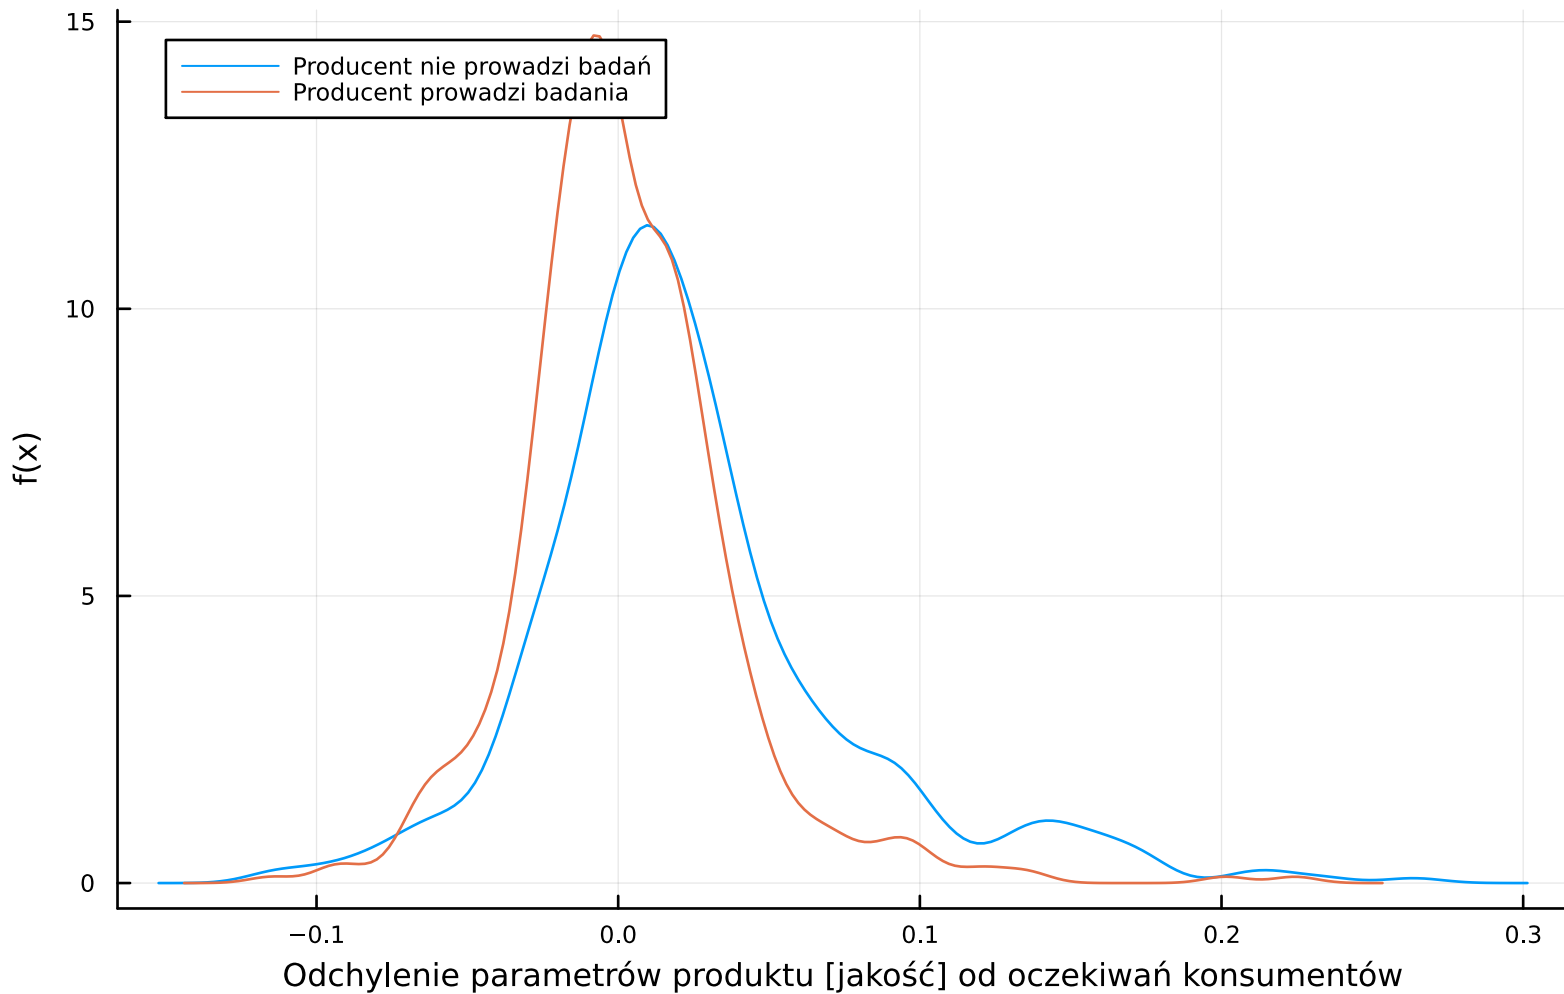 15
Producent nie prowadzi badań
Producent prowadzi badania
10
f(x)
5
0
−0.1
0.0
0.1
0.2
0.3
Odchylenie parametrów produktu [jakość] od oczekiwań konsumentów